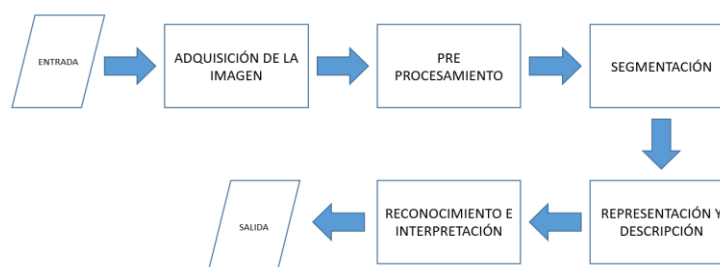 ENTRADA
ADQUISICIÓN DE LA
IMAGEN
PRE
PROCESAMIENTO
SEGMENTACIÓN
REPRESENTACIÓN Y
DESCRIPCIÓN
RECONOCIMIENTO E
INTERPRETACIÓN
SALIDA